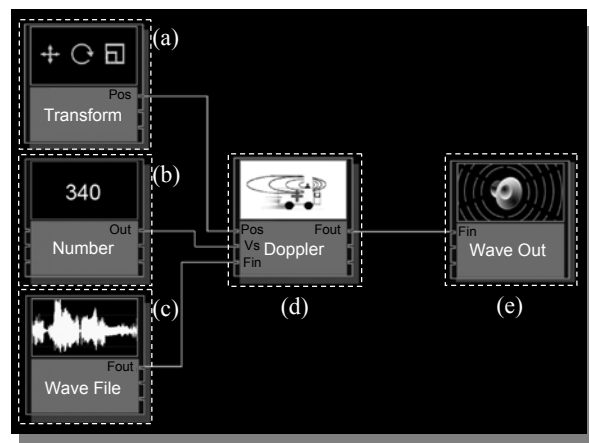 (a)
Pos
Transform
(b)
340
Out
Number
(c)
Fout
Wave File
Pos Fout
Vs Doppler
Fin
(d)
Fin
Wave Out
(e)